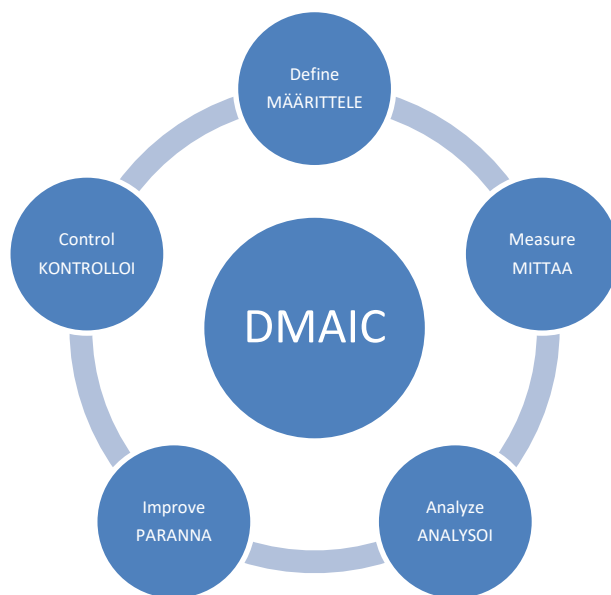 Define
MÄÄRITTELE
Measure
MITTAA
Analyze
ANALYSOI
Improve
PARANNA
Control
KONTROLLOI
DMAIC